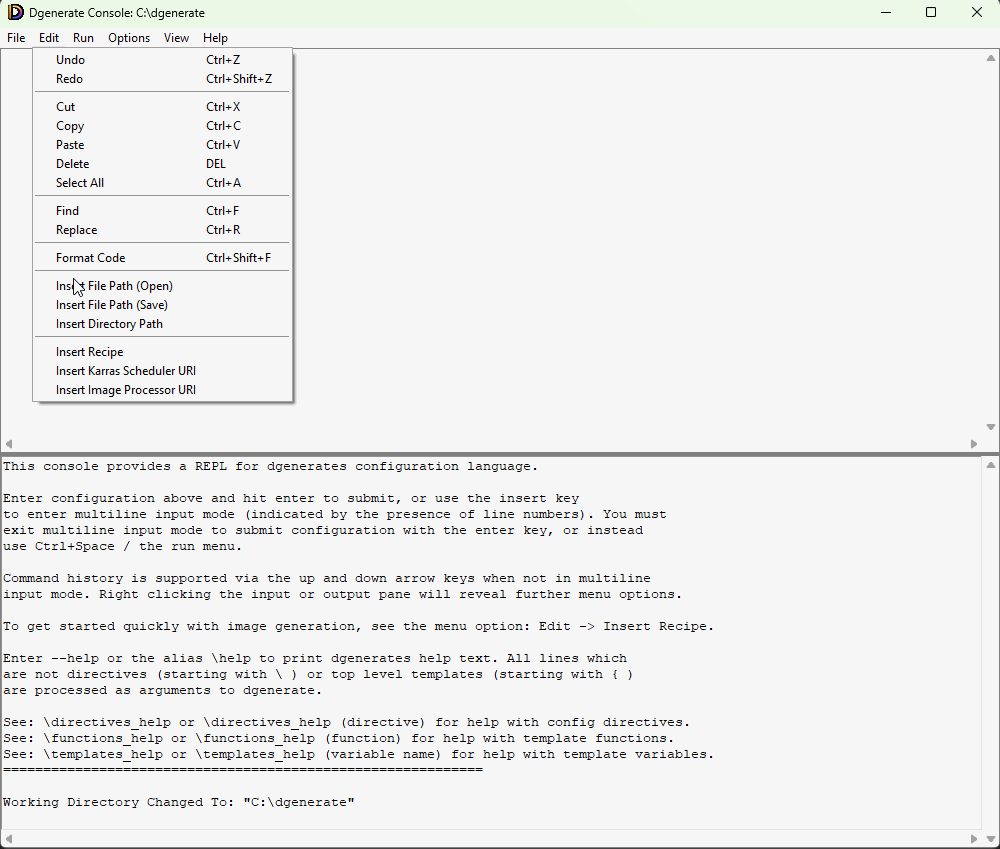 Dgenerate Console: C:\dgenerate
File Edit Run Options View Help
Undo Ctrl+Z
Redo Ctrl+Shift+Z
Cut Ctrl+X
Copy Ctrl+C
Paste Ctrl+V
Delete DEL
Select All Ctrl+A
Find Ctrl+F
Replace Ctrl+R
Format Code Ctrl+Shift+F
Insert File Path (Open)
Insert File Path (Save)
Insert Directory Path
Insert Recipe
Insert Karras Scheduler URI
Insert Image Processor URI
This console provides a REPL for dgenerates configuration language.
Enter configuration above and hit enter to submit, or use the insert key
to enter multiline input mode (indicated by the presence of line numbers). You must
exit multiline input mode to submit configuration with the enter key, or instead
use Ctrl+Space / the run menu.
Command history is supported via the up and down arrow keys when not in multiline
input mode. Right clicking the input or output pane will reveal further menu options.
To get started quickly with image generation, see the menu option: Edit -> Insert Recipe.
Enter --help or the alias \help to print dgenerates help text. All lines which
are not directives (starting with \ ) or top level templates (starting with { )
are processed as arguments to dgenerate.
See: \directives_help or \directives_help (directive) for help with config directives.
See: \functions_help or \functions_help (function) for help with template functions.
See: \templates_help or \templates_help (variable name) for help with template variables.
============================================================
Working Directory Changed To: "C:\dgenerate"